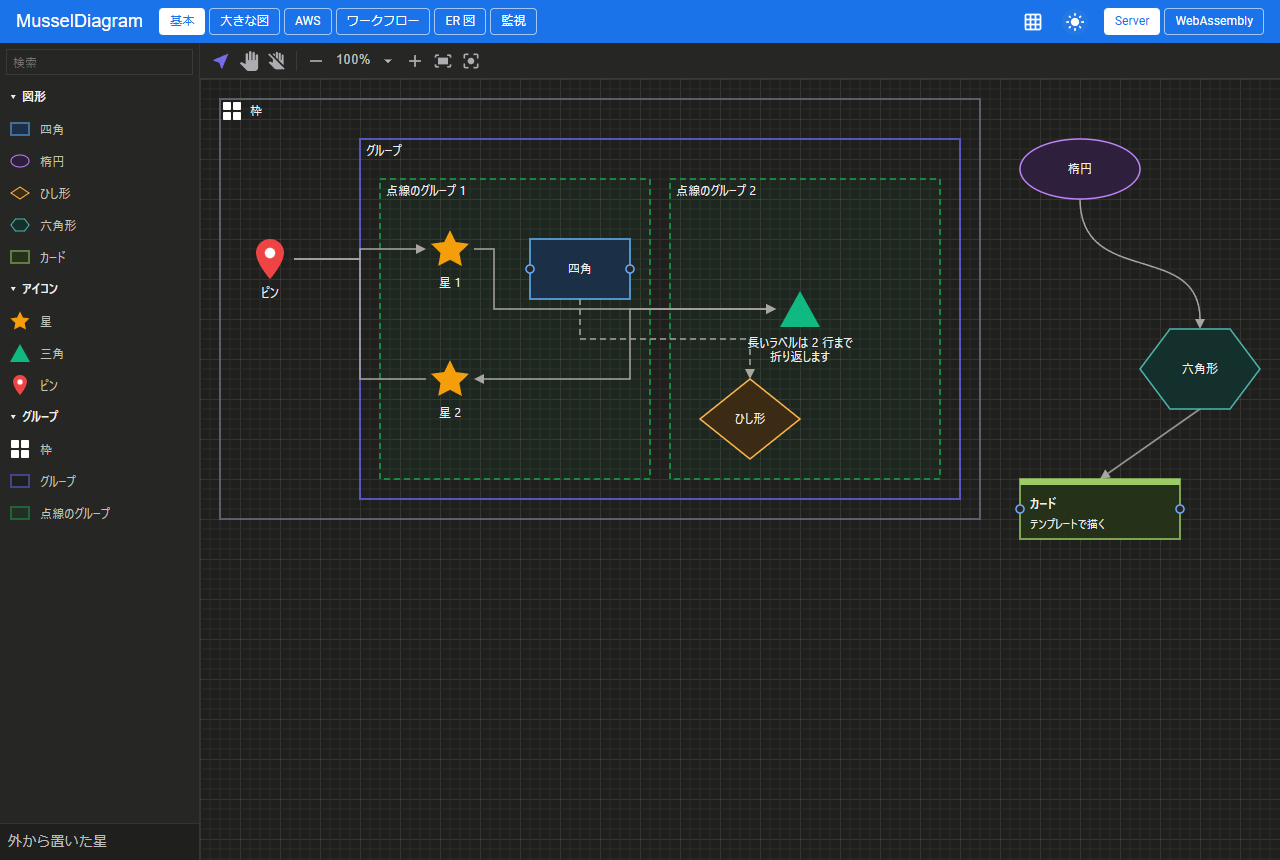 MusselDiagram
基本
大きな図
AWS
ワークフロー
ER 図
監視
Server
WebAssembly
検索
100%
図形
四角
楕円
ひし形
六角形
カード
アイコン
星
三角
ピン
グループ
枠
グループ
点線のグループ
外から置いた星
枠
グループ
点線のグループ 1
点線のグループ 2
星 1
四角
ピン
長いラベルは 2 行まで
折り返します
星 2
ひし形
楕円
六角形
カード
テンプレートで描く